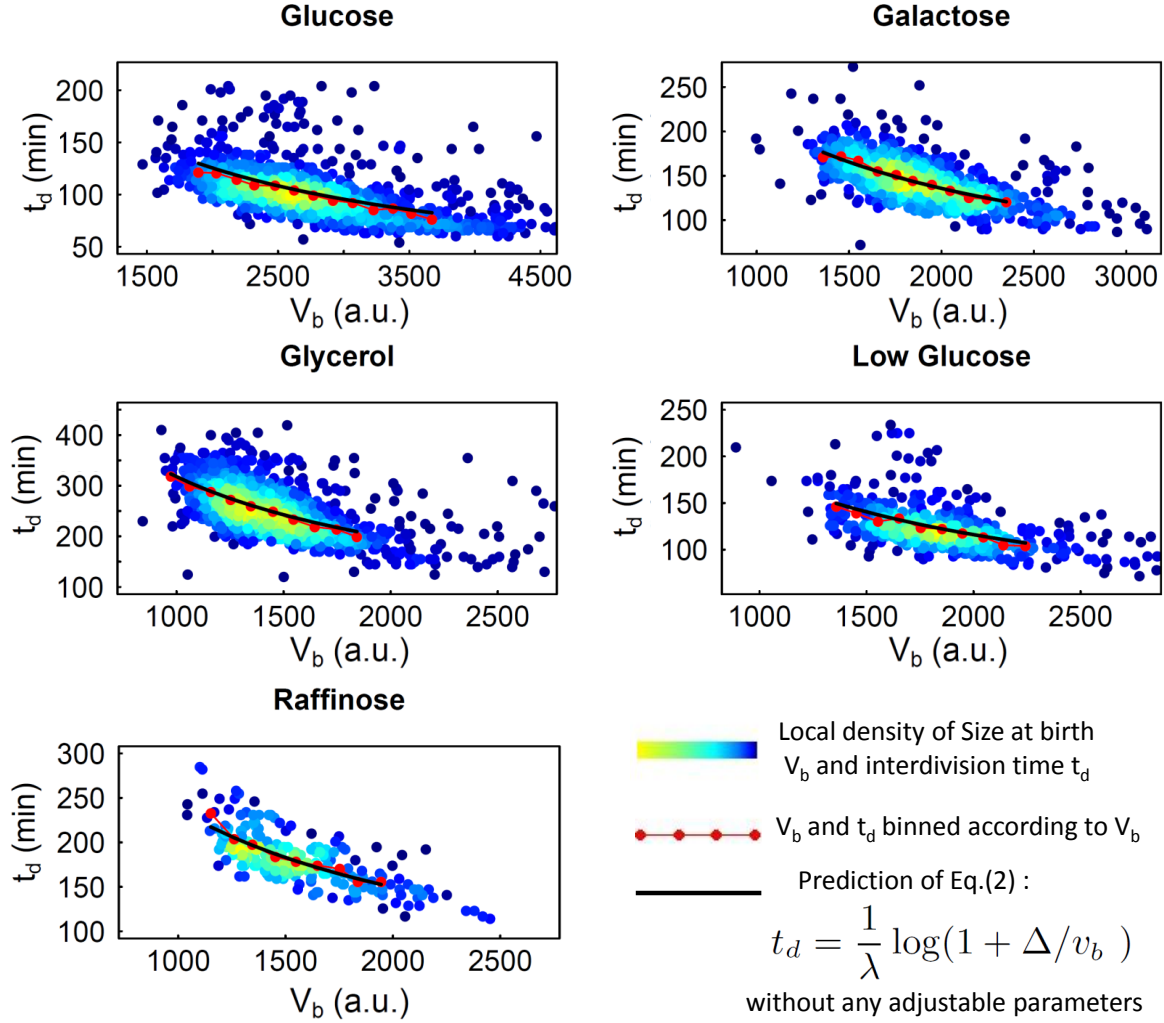 Glucose
t_d (min)
200
150
100
50
1500
2500
3500
4500
V_b (a.u.)
Galactose
t_d (min)
250
200
150
100
1000
1500
2000
2500
3000
V_b (a.u.)
Glycerol
t_d (min)
400
300
200
100
1000
1500
2000
2500
V_b (a.u.)
Low Glucose
t_d (min)
250
200
150
100
1000
1500
2000
2500
V_b (a.u.)
Raffinose
t_d (min)
300
250
200
150
100
1000
1500
2000
2500
V_b (a.u.)
Local density of Size at birth
V_b and interdivision time t_d
V_b and t_d binned according to V_b
Prediction of Eq.(2) :
t_d = 1/λ log(1 + Δ/v_b )
without any adjustable parameters